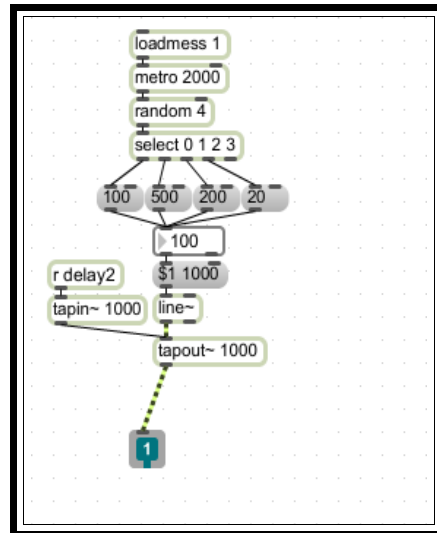 loadmess 1
metro 2000
random 4
select 0 1 2 3
100 500 200 20
100
r delay2 $1 1000
tapin~ 1000 line~
tapout~ 1000
1